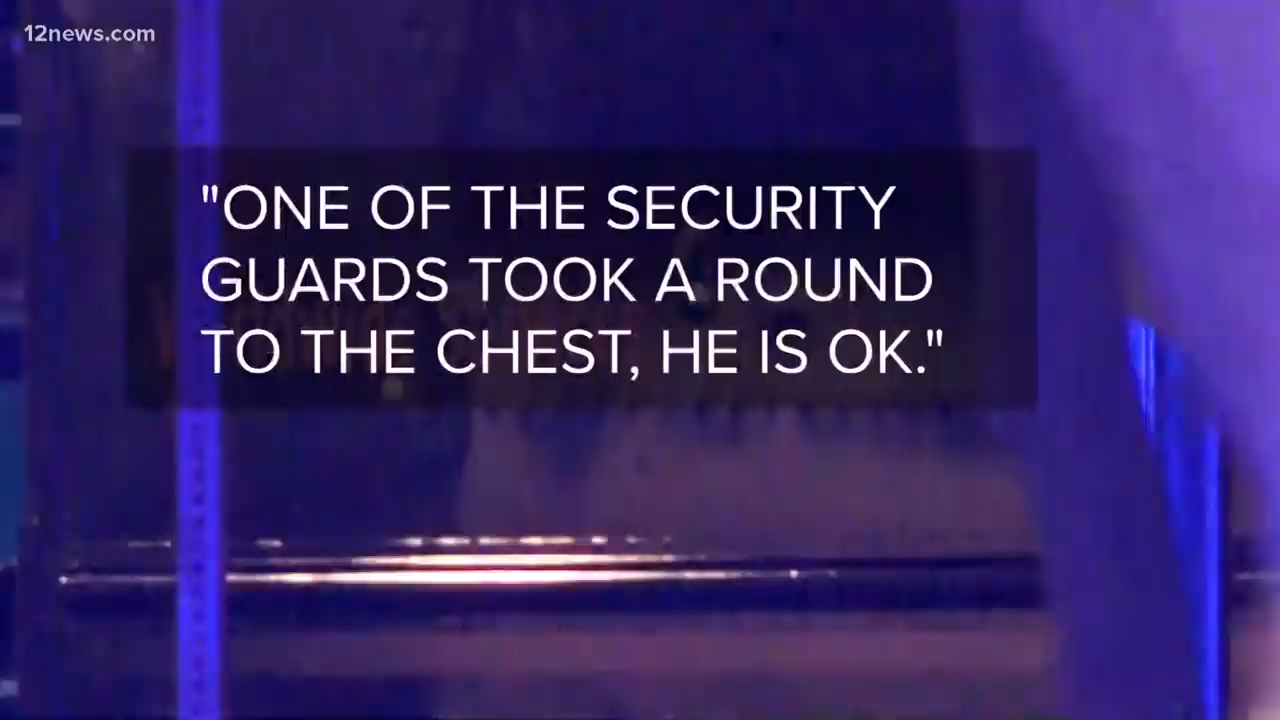 12news.com
"ONE OF THE SECURITY
GUARDS TOOK A ROUND
TO THE CHEST, HE IS OK."